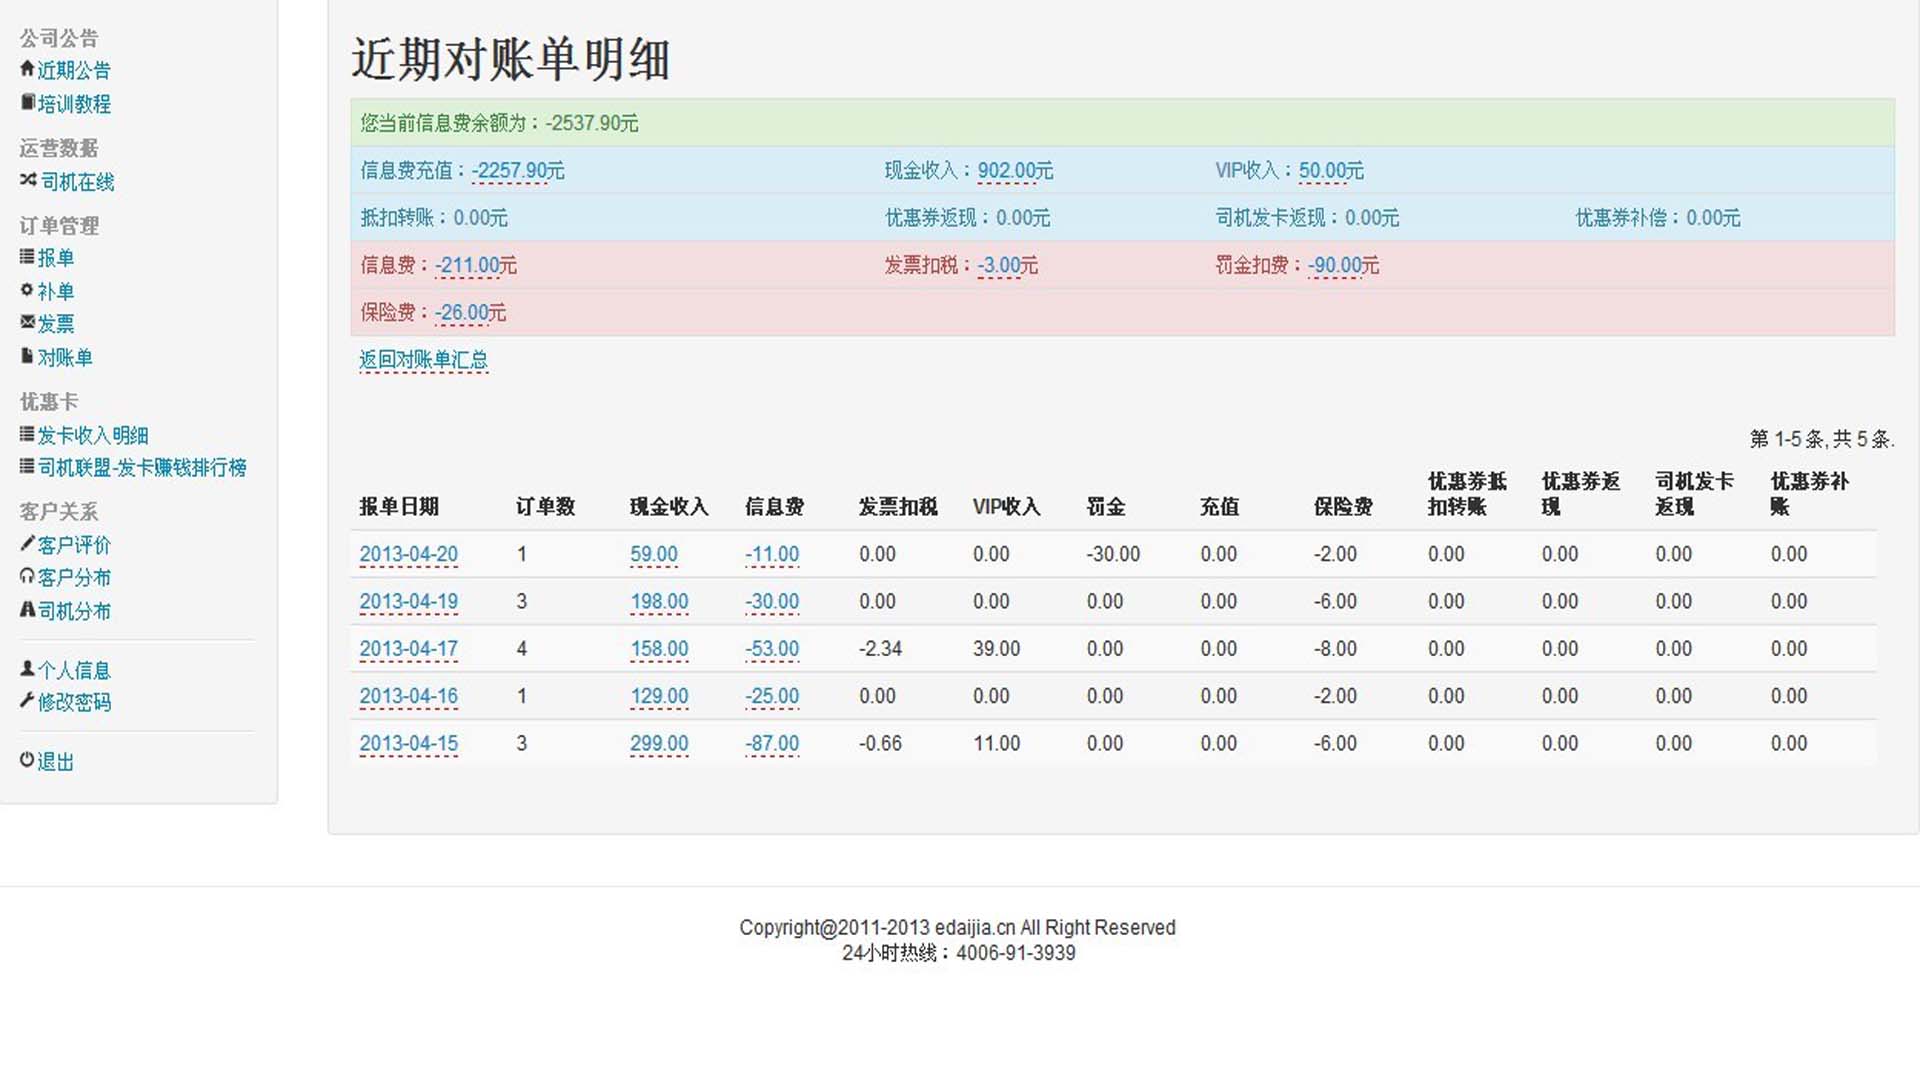 公司公告
近期公告
培训教程
运营数据
司机在线
订单管理
报单
补单
发票
对账单
优惠卡
发卡收入明细
司机联盟-发卡赚钱排行榜
客户关系
客户评价
客户分布
司机分布
个人信息
修改密码
退出
近期对账单明细
您当前信息费余额为：-2537.90元
信息费充值：-2257.90元 现金收入：902.00元 VIP收入：50.00元
抵扣转账：0.00元 优惠券返现：0.00元 司机发卡返现：0.00元 优惠券补偿：0.00元
信息费：-211.00元 发票扣税：-3.00元 罚金扣费：-90.00元
保险费：-26.00元
返回对账单汇总
第 1-5 条, 共 5 条.
报单日期 订单数 现金收入 信息费 发票扣税 VIP收入 罚金 充值 保险费 优惠券抵扣转账 优惠券返现 司机发卡返现 优惠券补账
2013-04-20 1 59.00 -11.00 0.00 0.00 -30.00 0.00 -2.00 0.00 0.00 0.00 0.00
2013-04-19 3 198.00 -30.00 0.00 0.00 0.00 0.00 -6.00 0.00 0.00 0.00 0.00
2013-04-17 4 158.00 -53.00 -2.34 39.00 0.00 0.00 -8.00 0.00 0.00 0.00 0.00
2013-04-16 1 129.00 -25.00 0.00 0.00 0.00 0.00 -2.00 0.00 0.00 0.00 0.00
2013-04-15 3 299.00 -87.00 -0.66 11.00 0.00 0.00 -6.00 0.00 0.00 0.00 0.00
Copyright@2011-2013 edaijia.cn All Right Reserved
24小时热线：4006-91-3939